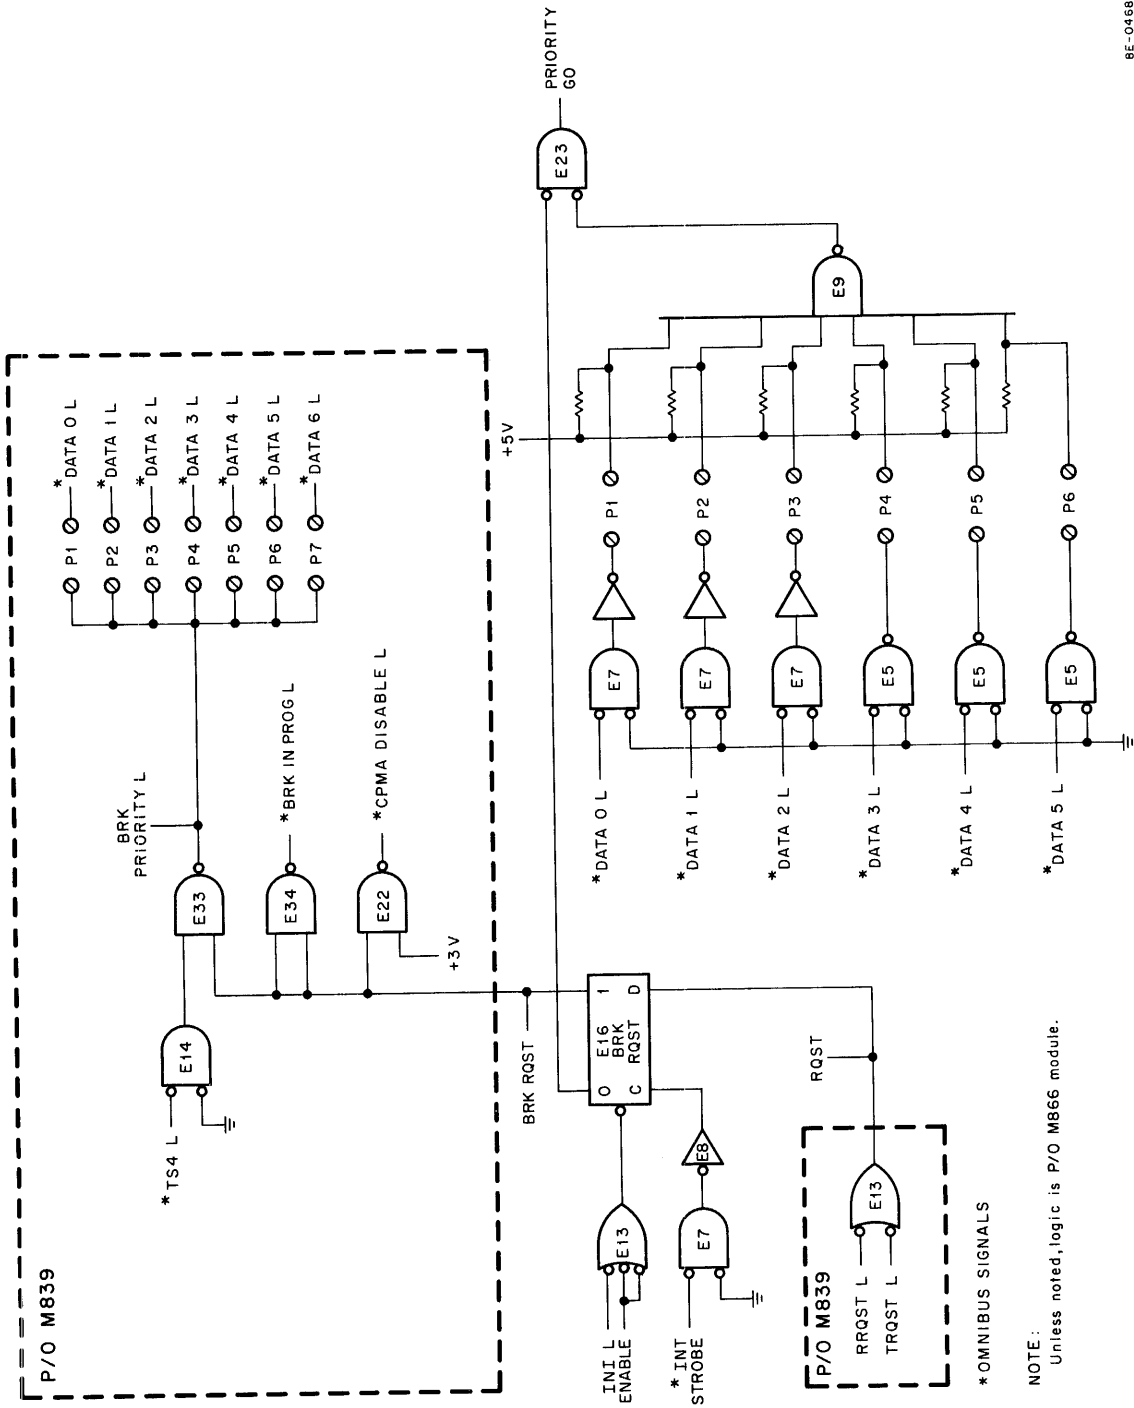 P/O M839
*TS4 L
E14
E33
BRK
PRIORITY L
P1 *DATA 0 L
P2 *DATA 1 L
P3 *DATA 2 L
P4 *DATA 3 L
P5 *DATA 4 L
P6 *DATA 5 L
P7 *DATA 6 L
E34
*BRK IN PROG L
E22
*CPMA DISABLE L
+3V
BRK RQST
E16
BRK
RQST
0
1
C
D
INI L
ENABLE
E13
*INT
STROBE
E7
E8
P/O M839
RRQST L
TRQST L
E13
RQST
+5V
*DATA 0 L
E7
P1
*DATA 1 L
E7
P2
*DATA 2 L
E7
P3
*DATA 3 L
E5
P4
*DATA 4 L
E5
P5
*DATA 5 L
E5
P6
E9
E23
PRIORITY
GO
*OMNIBUS SIGNALS
NOTE:
Unless noted, logic is P/O M866 module.
8E-0468